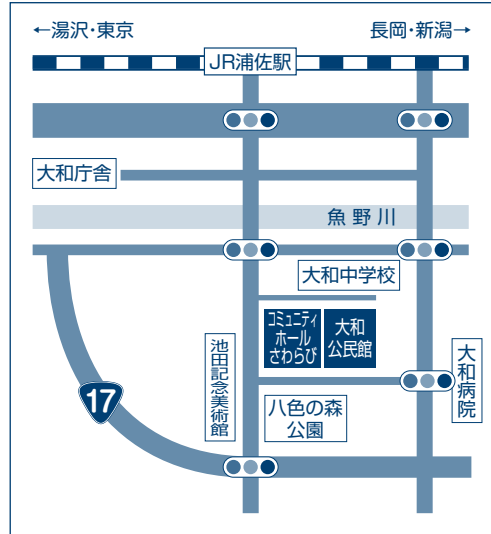 ←湯沢・東京
長岡・新潟→
JR浦佐駅
大和庁舎
魚野川
大和中学校
コミュニティ
ホール
さわらび
大和
公民館
池田記念美術館
大和病院
17
八色の森
公園